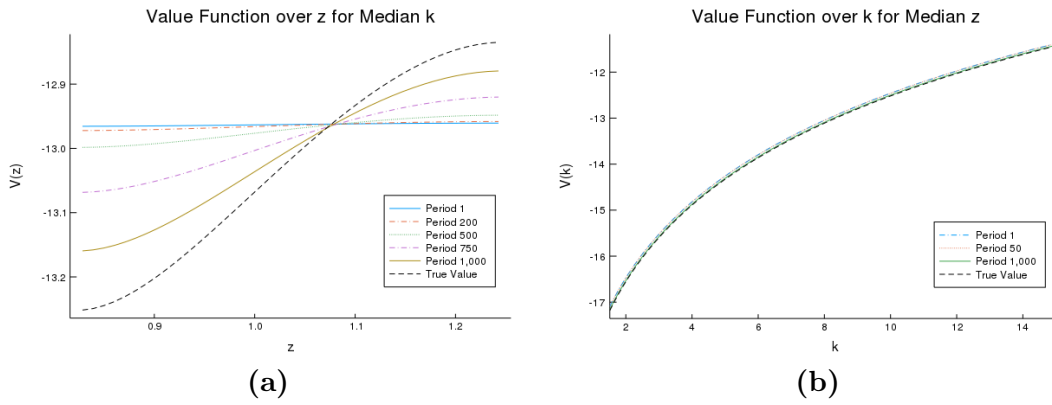 Value Function over z for Median k
-12.9
-13.0
-13.1
-13.2
V(z)
0.9 1.0 1.1 1.2
z
Period 1
Period 200
Period 500
Period 750
Period 1,000
True Value
(a)
Value Function over k for Median z
-12
-13
-14
-15
-16
-17
V(k)
2 4 6 8 10 12 14
k
Period 1
Period 50
Period 1,000
True Value
(b)